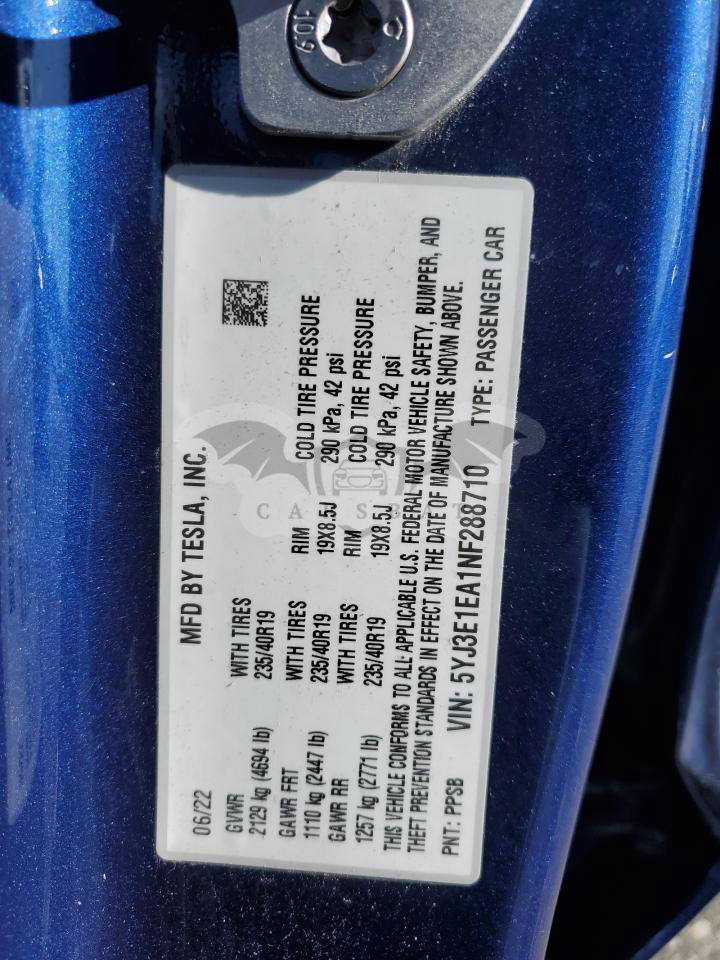 10.9
06/22 MFD BY TESLA, INC.
GVWR
2129 kg (4694 lb)
WITH TIRES
235/40R19
RIM
19X8.5J
COLD TIRE PRESSURE
290 kPa, 42 psi
GAWR FRT
1110 kg (2447 lb)
WITH TIRES
235/40R19
RIM
19X8.5J
COLD TIRE PRESSURE
290 kPa, 42 psi
GAWR RR
1257 kg (2771 lb)
WITH TIRES
235/40R19
THIS VEHICLE CONFORMS TO ALL APPLICABLE U.S. FEDERAL MOTOR VEHICLE SAFETY, BUMPER, AND
THEFT PREVENTION STANDARDS IN EFFECT ON THE DATE OF MANUFACTURE SHOWN ABOVE.
PNT: PPSB VIN: 5YJ3E1EA1NF288710 TYPE: PASSENGER CAR